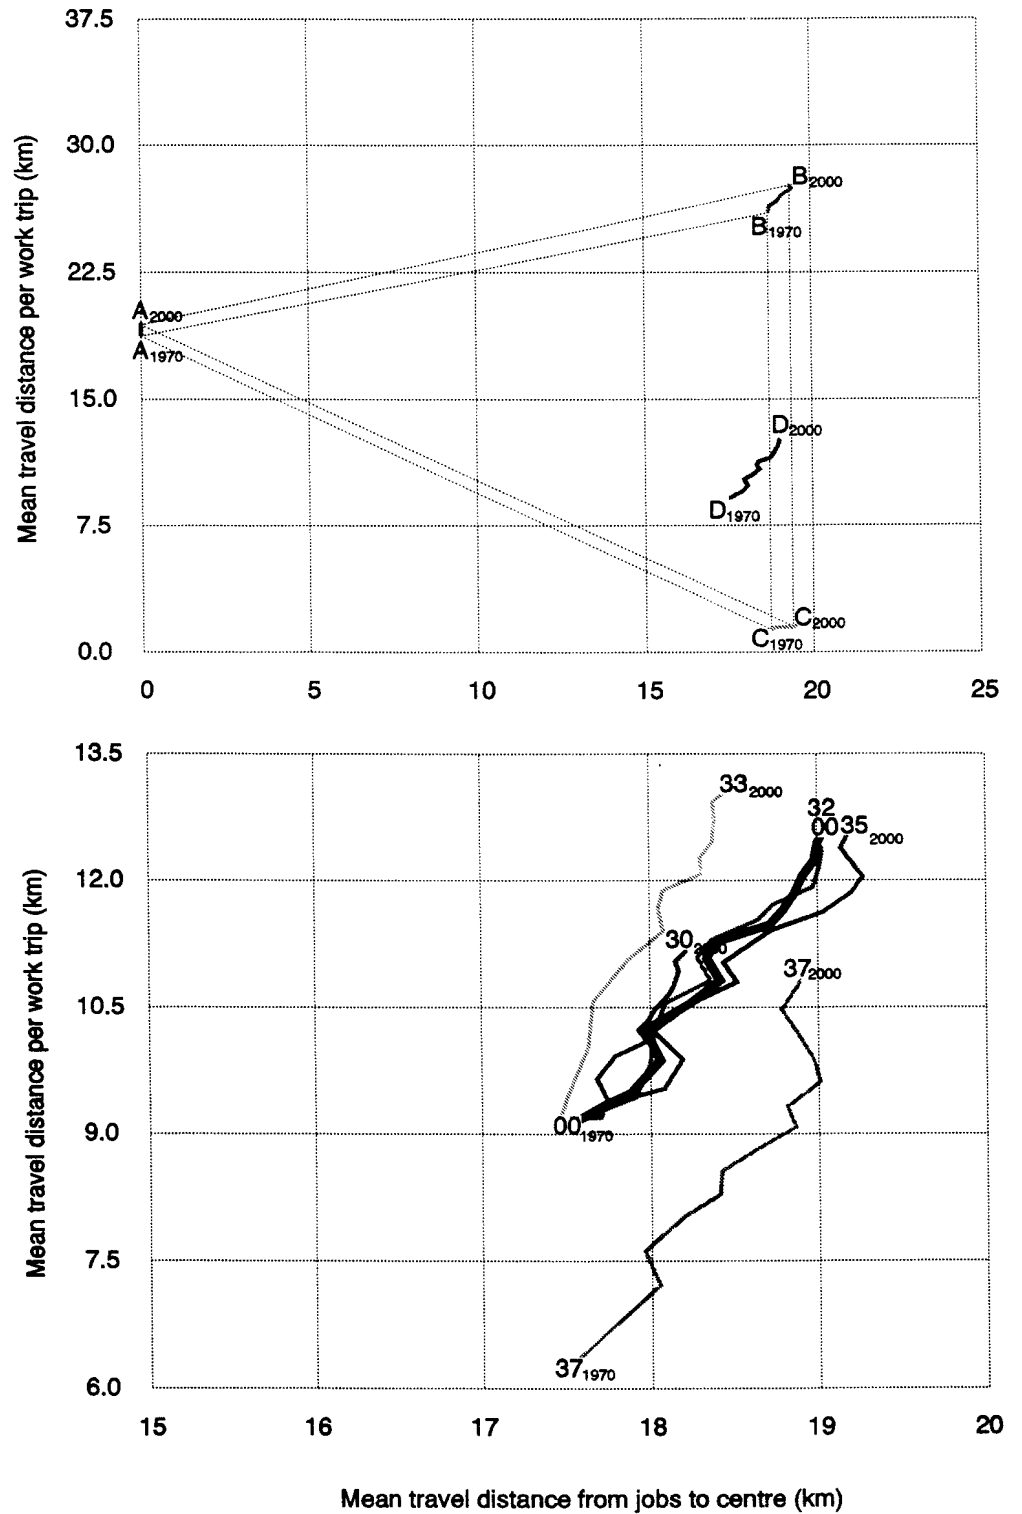 37.5
30.0
22.5
15.0
7.5
0.0
Mean travel distance per work trip (km)
B2000
B1970
A2000
A1970
D2000
D1970
C2000
C1970
0 5 10 15 20 25
13.5
12.0
10.5
9.0
7.5
6.0
Mean travel distance per work trip (km)
332000
32
00 35 2000
30
372000
001970
371970
15 16 17 18 19 20
Mean travel distance from jobs to centre (km)